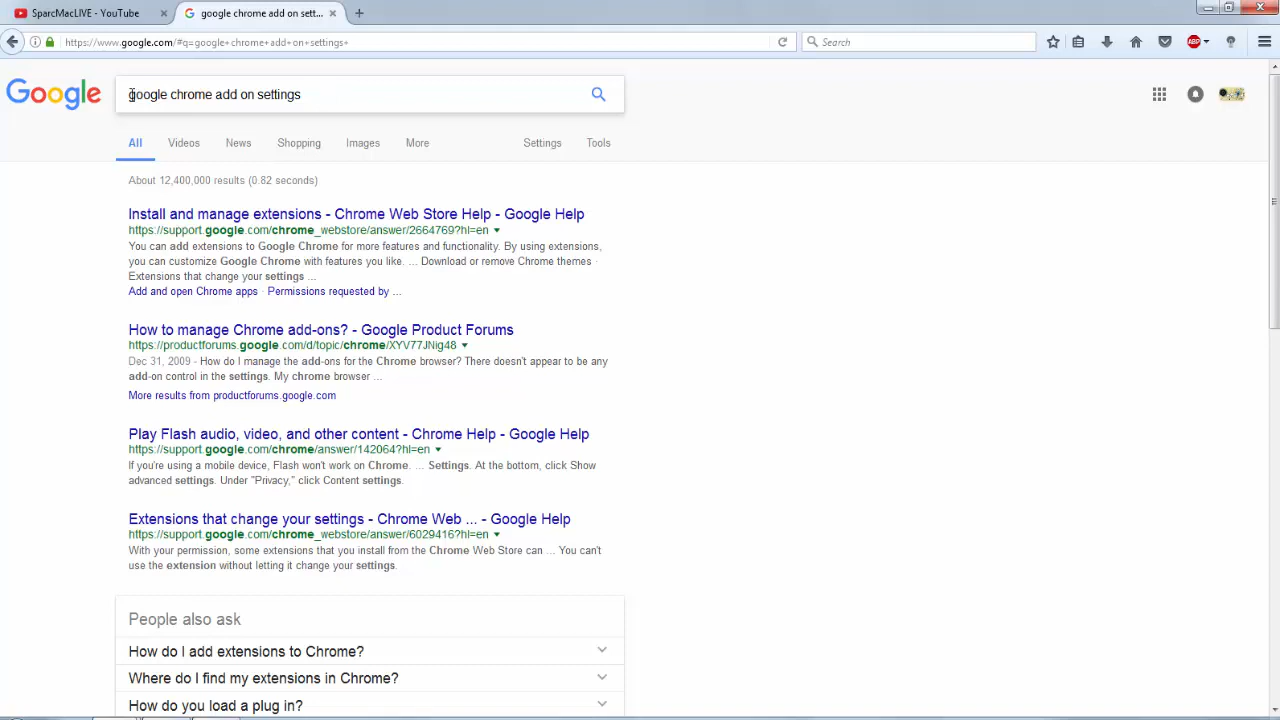 SparcMacLIVE - YouTube
google chrome add on sett...
https://www.google.com/#q=google+chrome+add+on+settings+
Search
ABP
Google
google chrome add on settings
All
Videos
News
Shopping
Images
More
Settings
Tools
About 12,400,000 results (0.82 seconds)
Install and manage extensions - Chrome Web Store Help - Google Help
https://support.google.com/chrome_webstore/answer/2664769?hl=en
You can add extensions to Google Chrome for more features and functionality. By using extensions,
you can customize Google Chrome with features you like. ... Download or remove Chrome themes ·
Extensions that change your settings ...
Add and open Chrome apps · Permissions requested by ...
How to manage Chrome add-ons? - Google Product Forums
https://productforums.google.com/d/topic/chrome/XYV77JNig48
Dec 31, 2009 - How do I manage the add-ons for the Chrome browser? There doesn't appear to be any
add-on control in the settings. My chrome browser ...
More results from productforums.google.com
Play Flash audio, video, and other content - Chrome Help - Google Help
https://support.google.com/chrome/answer/142064?hl=en
If you're using a mobile device, Flash won't work on Chrome. ... Settings. At the bottom, click Show
advanced settings. Under "Privacy," click Content settings.
Extensions that change your settings - Chrome Web ... - Google Help
https://support.google.com/chrome_webstore/answer/6029416?hl=en
With your permission, some extensions that you install from the Chrome Web Store can ... You can't
use the extension without letting it change your settings.
People also ask
How do I add extensions to Chrome?
Where do I find my extensions in Chrome?
How do you load a plug in?